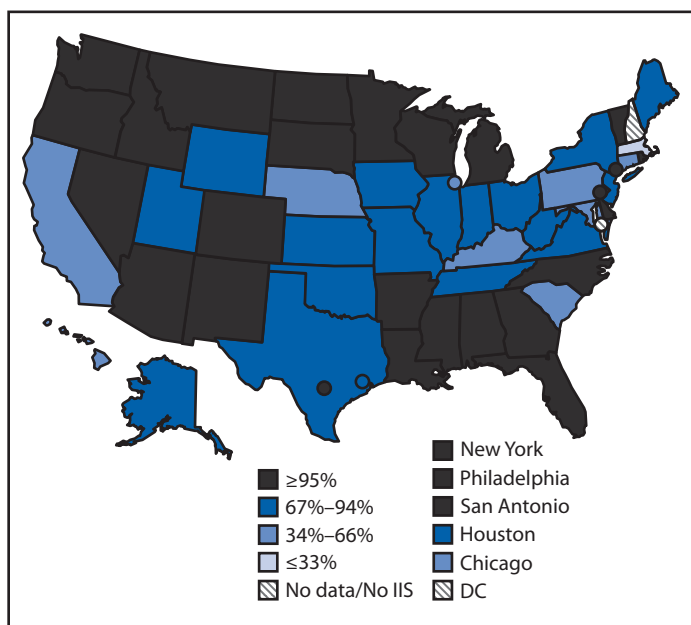 ≥95%
67%–94%
34%–66%
≤33%
No data/No IIS
New York
Philadelphia
San Antonio
Houston
Chicago
DC